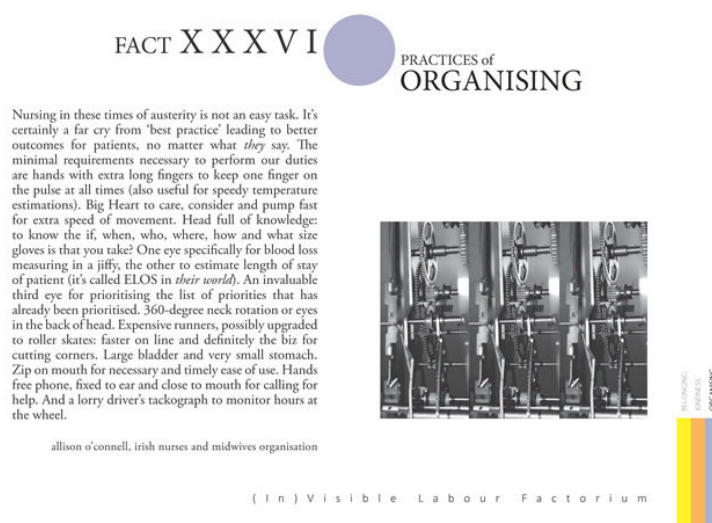 FACT XXXVI
PRACTICES of
ORGANISING
Nursing in these times of austerity is not an easy task. It's
certainly a far cry from 'best practice' leading to better
outcomes for patients, no matter what they say. The
minimal requirements necessary to perform our duties
are hands with extra long fingers to keep one finger on
the pulse at all times (also useful for speedy temperature
estimations). Big Heart to care, consider and pump fast
for extra speed of movement. Head full of knowledge:
to know the if, when, who, where, how and what size
gloves is that you take? One eye specifically for blood loss
measuring in a jiffy, the other to estimate length of stay
of patient (it's called ELOS in their world). An invaluable
third eye for prioritising the list of priorities that has
already been prioritised. 360-degree neck rotation or eyes
in the back of head. Expensive runners, possibly upgraded
to roller skates: faster on line and definitely the biz for
cutting corners. Large bladder and very small stomach.
Zip on mouth for necessary and timely ease of use. Hands
free phone, fixed to ear and close to mouth for calling for
help. And a lorry driver's tackograph to monitor hours at
the wheel.
allison o'connell, irish nurses and midwives organisation
BELONGING
KINDNESS
ORGANISING
(In)Visible Labour Factorium